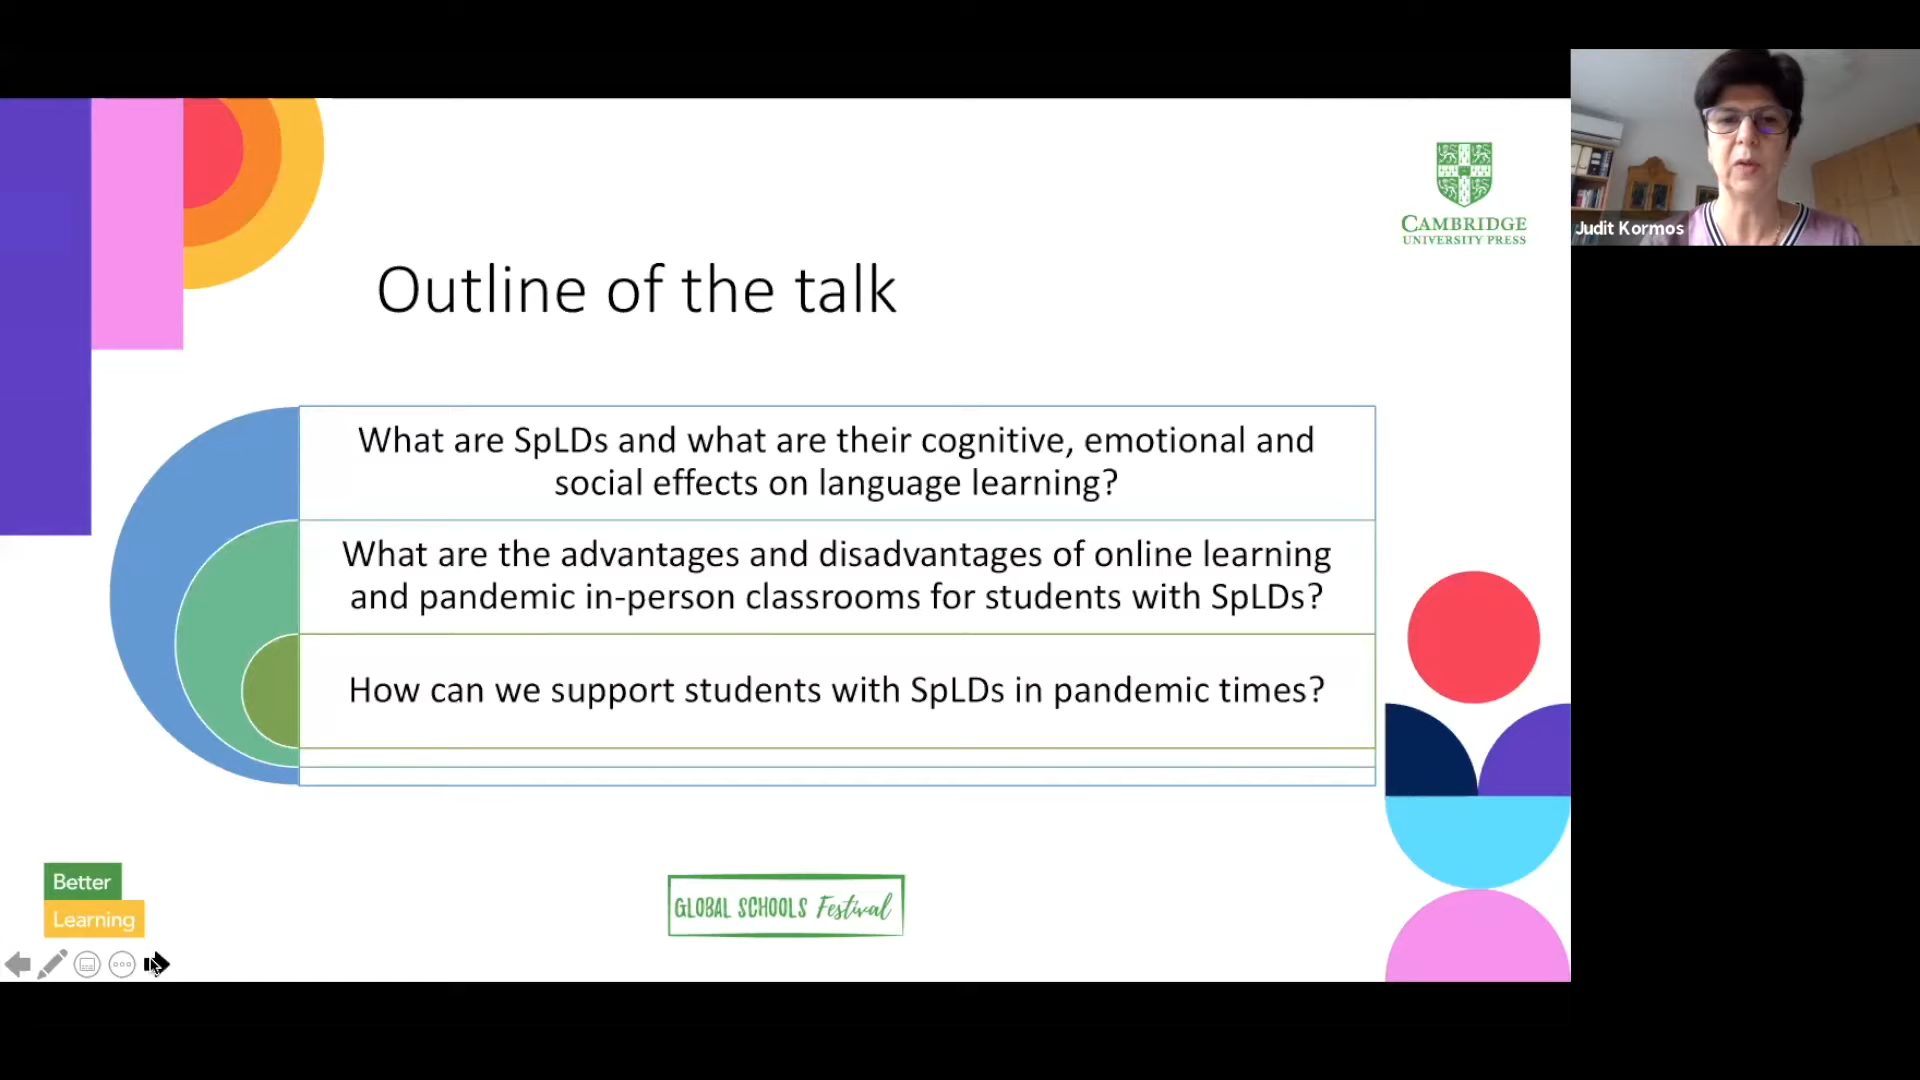 CAMBRIDGE
UNIVERSITY PRESS
Judit Kormos
Outline of the talk
What are SpLDs and what are their cognitive, emotional and
social effects on language learning?
What are the advantages and disadvantages of online learning
and pandemic in-person classrooms for students with SpLDs?
How can we support students with SpLDs in pandemic times?
Better
Learning
GLOBAL SCHOOLS Festival